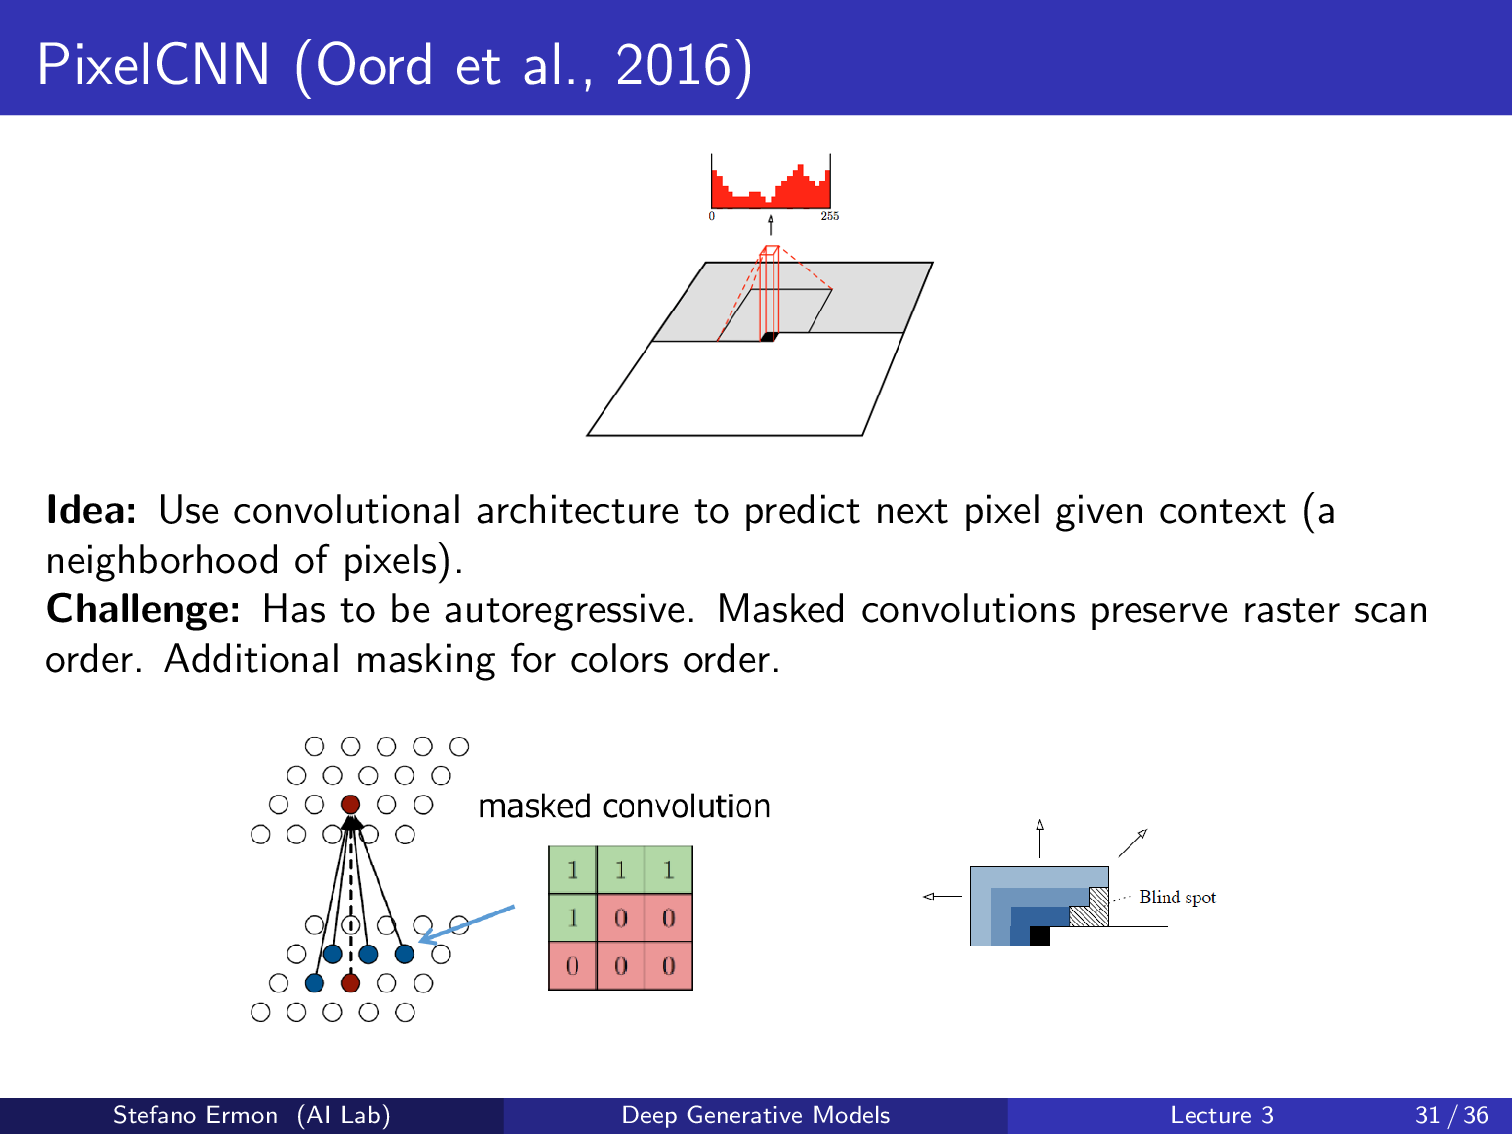 PixelCNN (Oord et al., 2016)
0 255
Idea: Use convolutional architecture to predict next pixel given context (a
neighborhood of pixels).
Challenge: Has to be autoregressive. Masked convolutions preserve raster scan
order. Additional masking for colors order.
masked convolution
1 1 1
1 0 0
0 0 0
Blind spot
Stefano Ermon (AI Lab) Deep Generative Models Lecture 3 31 / 36